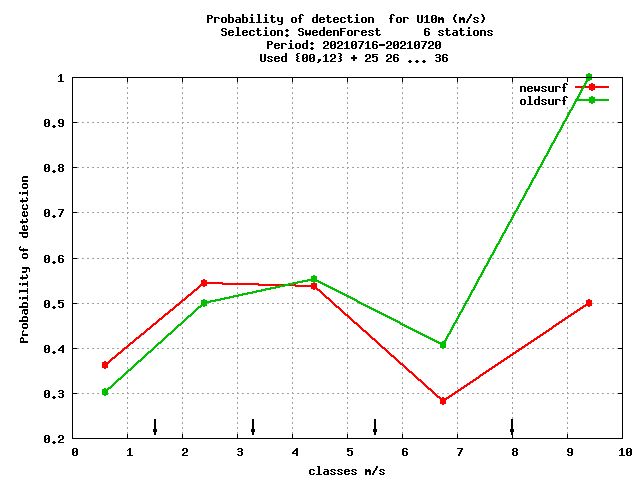 Probability of detection  for U10m (m/s)
Selection: SwedenForest      6 stations
Period: 20210716-20210720
Used {00,12} + 25 26 ... 36
newsurf
oldsurf
1
0.9
0.8
0.7
0.6
0.5
0.4
0.3
0.2
Probability of detection
0 1 2 3 4 5 6 7 8 9 10
classes m/s